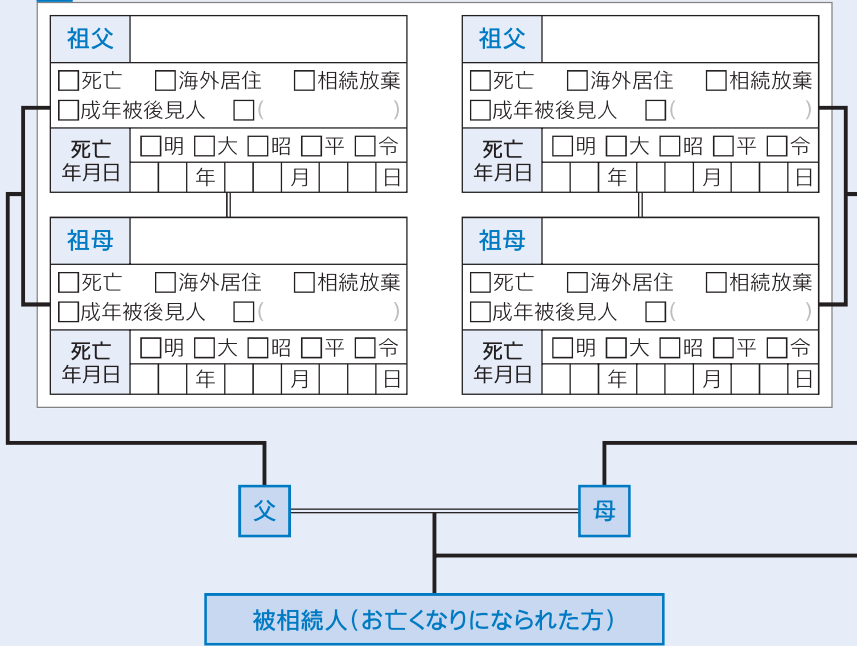 祖父
□死亡 □海外居住 □相続放棄
□成年被後見人 □( )
死亡年月日
□明 □大 □昭 □平 □令
年 月 日
祖母
□死亡 □海外居住 □相続放棄
□成年被後見人 □( )
死亡年月日
□明 □大 □昭 □平 □令
年 月 日
祖父
□死亡 □海外居住 □相続放棄
□成年被後見人 □( )
死亡年月日
□明 □大 □昭 □平 □令
年 月 日
祖母
□死亡 □海外居住 □相続放棄
□成年被後見人 □( )
死亡年月日
□明 □大 □昭 □平 □令
年 月 日
父
母
被相続人(お亡くなりになられた方)